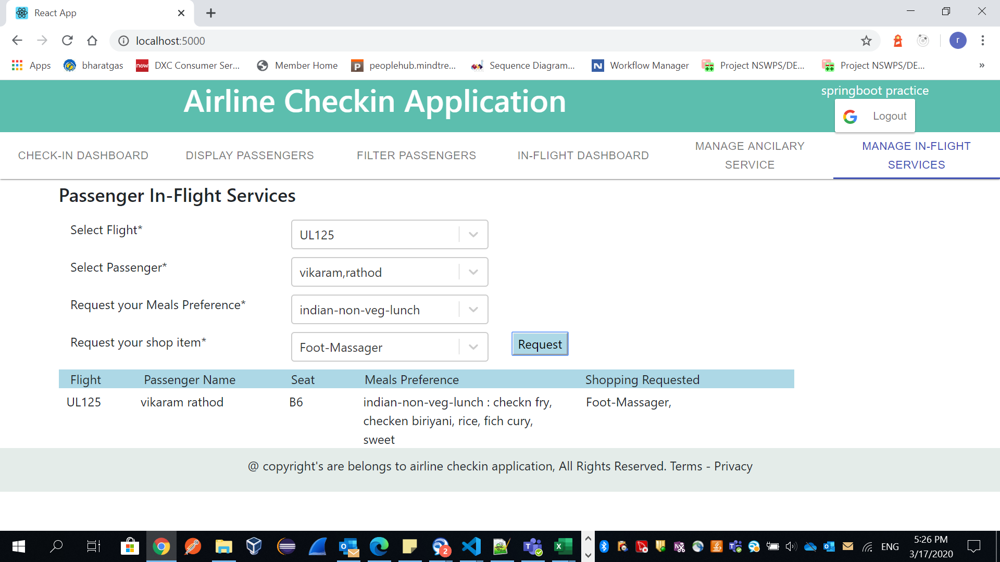 React App
localhost:5000
r
Apps
bharatgas
now
DXC Consumer Ser...
Member Home
P
peoplehub.mindtre...
Sequence Diagram...
N
Workflow Manager
Project NSWPS/DE...
Project NSWPS/DE...
»
Airline Checkin Application
springboot practice
G
Logout
CHECK-IN DASHBOARD
DISPLAY PASSENGERS
FILTER PASSENGERS
IN-FLIGHT DASHBOARD
MANAGE ANCILARY
SERVICE
MANAGE IN-FLIGHT
SERVICES
Passenger In-Flight Services
Select Flight*
UL125
Select Passenger*
vikaram,rathod
Request your Meals Preference*
indian-non-veg-lunch
Request your shop item*
Foot-Massager
Request
Flight Passenger Name Seat Meals Preference Shopping Requested
UL125 vikaram rathod B6 indian-non-veg-lunch : checkn fry, Foot-Massager,
checken biriyani, rice, fich cury,
sweet
@ copyright's are belongs to airline checkin application, All Rights Reserved. Terms - Privacy
2
ENG
5:26 PM
3/17/2020